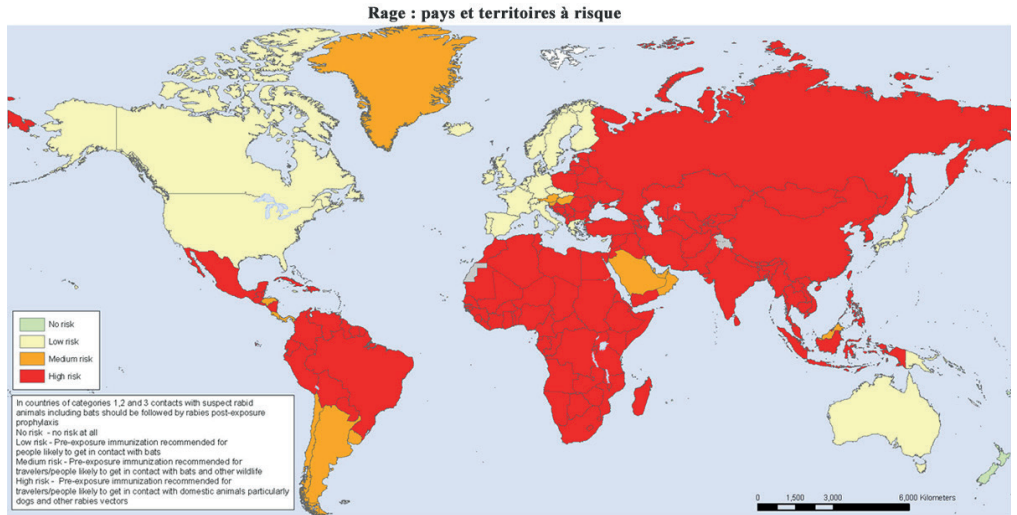 Rage : pays et territoires à risque
No risk
Low risk
Medium risk
High risk
In countries of categories 1,2 and 3 contacts with suspect rabid
animals including bats should be followed by rabies post-exposure
prophylaxis
No risk - no risk at all
Low risk - Pre-exposure immunization recommended for
people likely to get in contact with bats
Medium risk - Pre-exposure immunization recommended for
travelers/people likely to get in contact with bats and other wildlife
High risk - Pre-exposure immunization recommended for
travelers/people likely to get in contact with domestic animals particularly
dogs and other rabies vectors
0 1,500 3,000 6,000 Kilometers